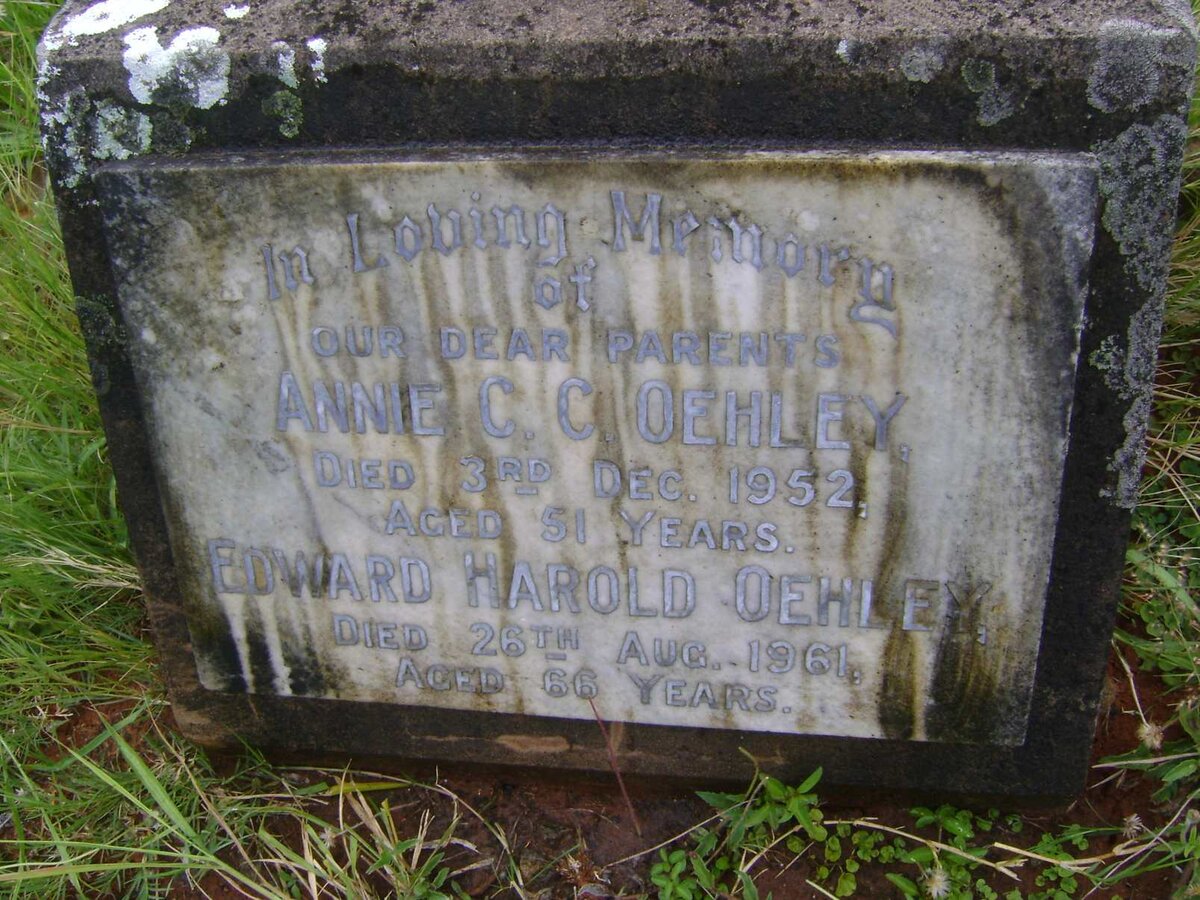 In Loving Memory
of
OUR DEAR PARENTS
ANNIE C. C. OEHLEY,
DIED 3RD DEC. 1952,
AGED 51 YEARS.
EDWARD HAROLD OEHLEY,
DIED 26TH AUG. 1961,
AGED 66 YEARS.